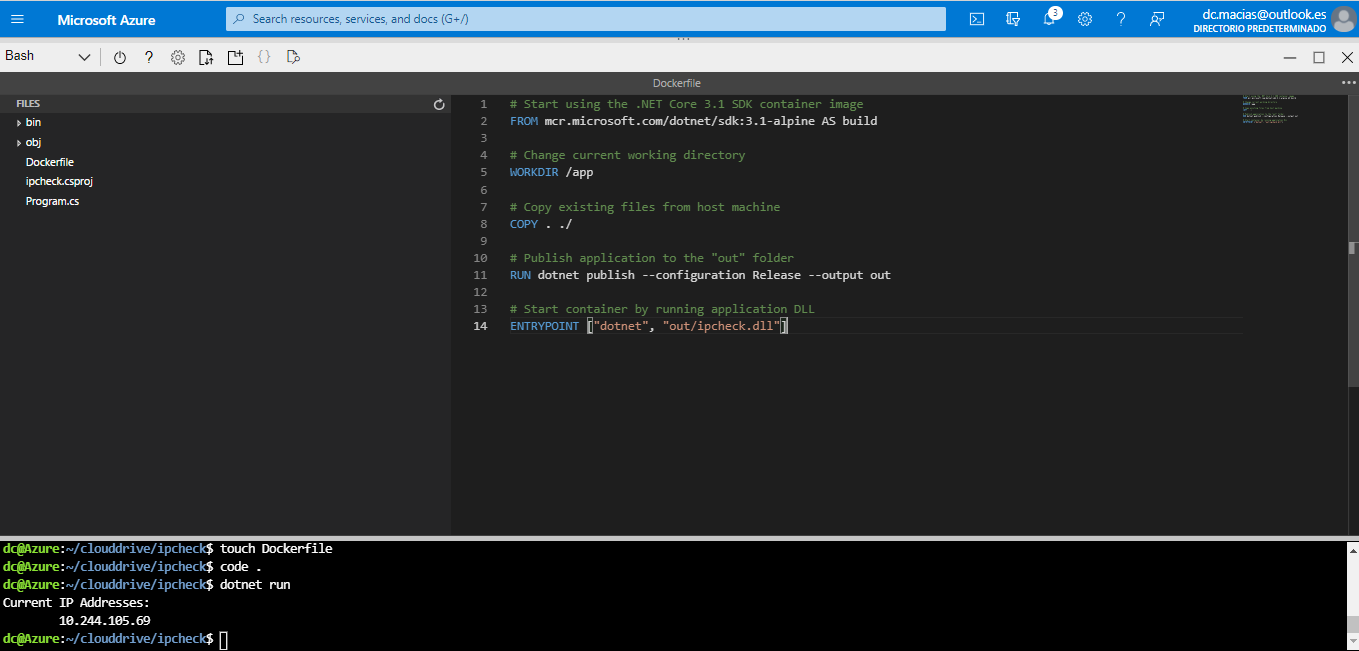 Microsoft Azure
Search resources, services, and docs (G+/)
3
dc.macias@outlook.es
DIRECTORIO PREDETERMINADO
Bash
Dockerfile
FILES
bin
obj
Dockerfile
ipcheck.csproj
Program.cs
1 # Start using the .NET Core 3.1 SDK container image
2 FROM mcr.microsoft.com/dotnet/sdk:3.1-alpine AS build
3
4 # Change current working directory
5 WORKDIR /app
6
7 # Copy existing files from host machine
8 COPY . ./
9
10 # Publish application to the "out" folder
11 RUN dotnet publish --configuration Release --output out
12
13 # Start container by running application DLL
14 ENTRYPOINT ["dotnet", "out/ipcheck.dll"]
dc@Azure:~/clouddrive/ipcheck$ touch Dockerfile
dc@Azure:~/clouddrive/ipcheck$ code .
dc@Azure:~/clouddrive/ipcheck$ dotnet run
Current IP Addresses:
10.244.105.69
dc@Azure:~/clouddrive/ipcheck$